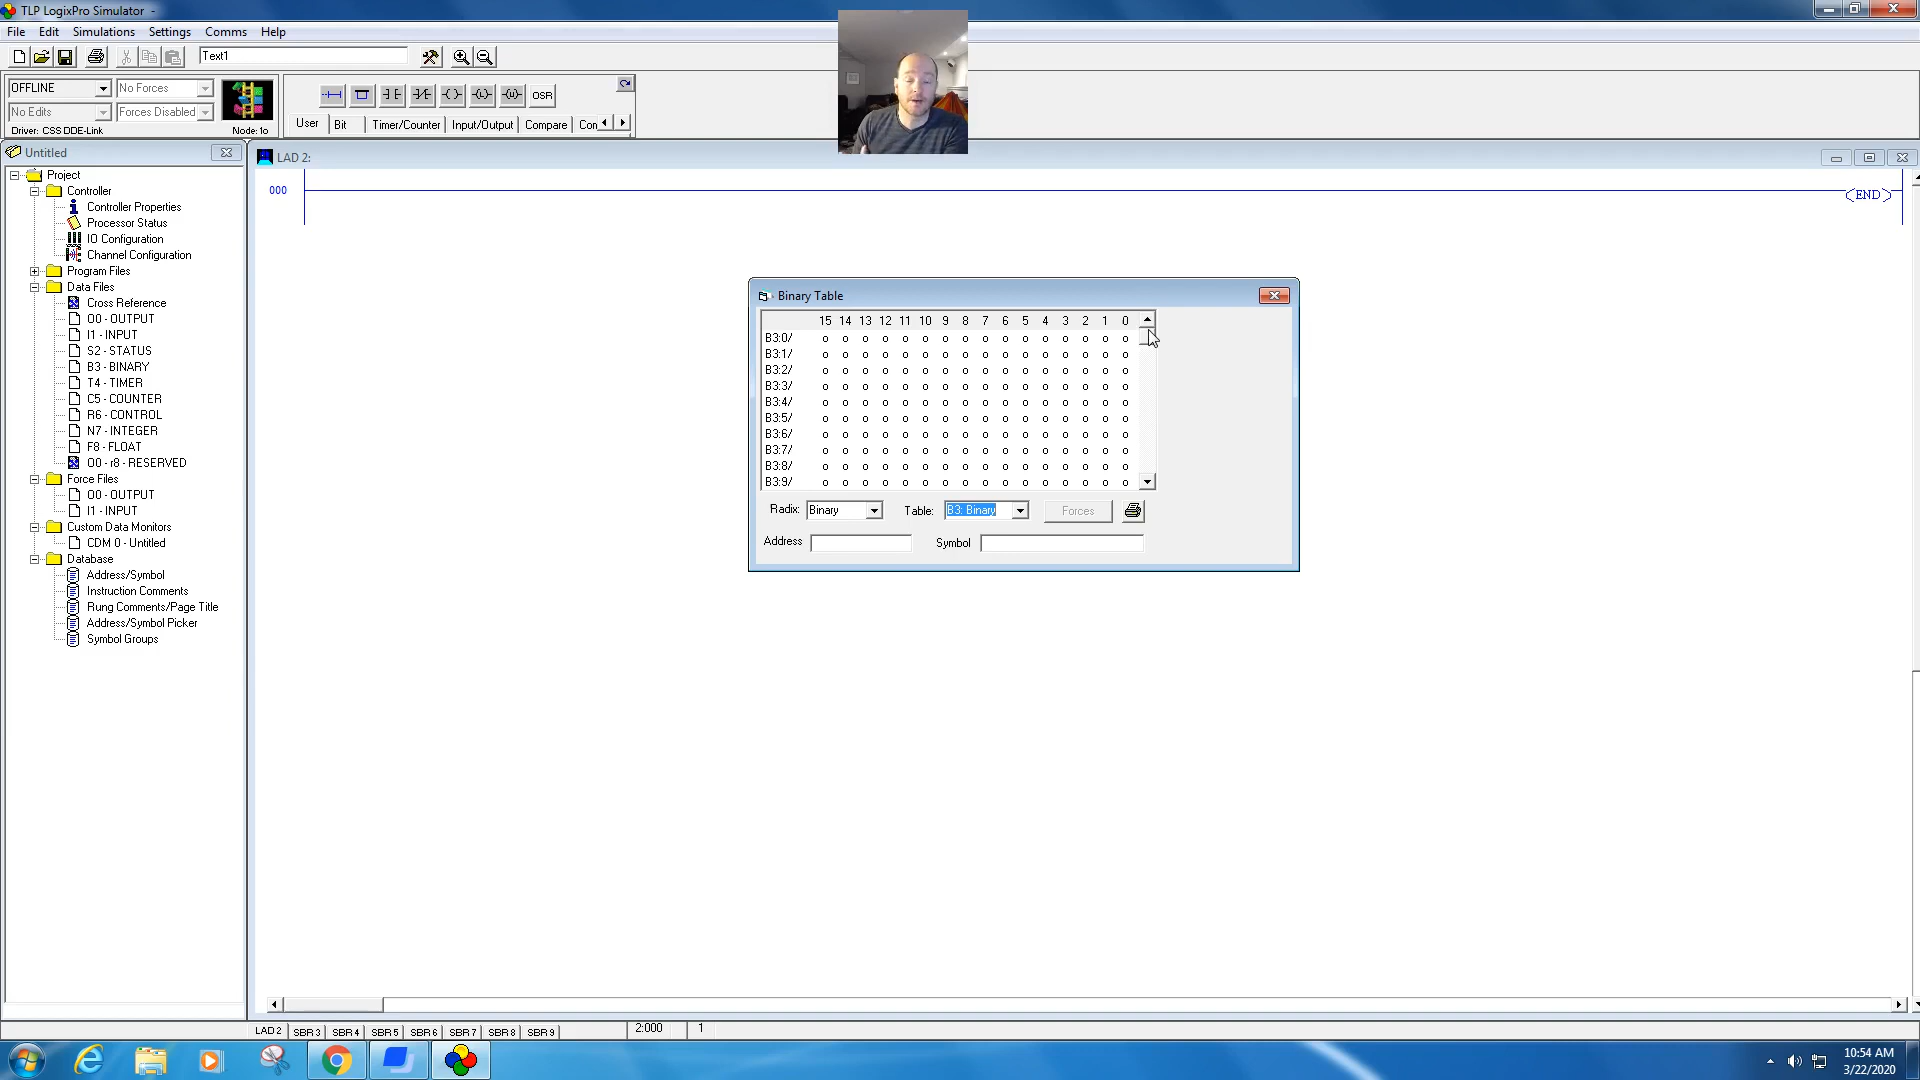 TLP LogixPro Simulator -
File Edit Simulations Settings Comms Help
Text1
OFFLINE No Forces
No Edits Forces Disabled
Driver: CSS DDE-Link Node: 1o
OSR
User Bit Timer/Counter Input/Output Compare Con
Untitled
LAD 2:
Project
Controller
Controller Properties
Processor Status
IO Configuration
Channel Configuration
Program Files
Data Files
Cross Reference
O0 - OUTPUT
I1 - INPUT
S2 - STATUS
B3 - BINARY
T4 - TIMER
C5 - COUNTER
R6 - CONTROL
N7 - INTEGER
F8 - FLOAT
O0 - r8 - RESERVED
Force Files
O0 - OUTPUT
I1 - INPUT
Custom Data Monitors
CDM 0 - Untitled
Database
Address/Symbol
Instruction Comments
Rung Comments/Page Title
Address/Symbol Picker
Symbol Groups
000
(END)
Binary Table
15 14 13 12 11 10 9 8 7 6 5 4 3 2 1 0
B3:0/ 0 0 0 0 0 0 0 0 0 0 0 0 0 0 0 0
B3:1/ 0 0 0 0 0 0 0 0 0 0 0 0 0 0 0 0
B3:2/ 0 0 0 0 0 0 0 0 0 0 0 0 0 0 0 0
B3:3/ 0 0 0 0 0 0 0 0 0 0 0 0 0 0 0 0
B3:4/ 0 0 0 0 0 0 0 0 0 0 0 0 0 0 0 0
B3:5/ 0 0 0 0 0 0 0 0 0 0 0 0 0 0 0 0
B3:6/ 0 0 0 0 0 0 0 0 0 0 0 0 0 0 0 0
B3:7/ 0 0 0 0 0 0 0 0 0 0 0 0 0 0 0 0
B3:8/ 0 0 0 0 0 0 0 0 0 0 0 0 0 0 0 0
B3:9/ 0 0 0 0 0 0 0 0 0 0 0 0 0 0 0 0
Radix: Binary Table: B3: Binary Forces
Address Symbol
LAD 2 SBR 3 SBR 4 SBR 5 SBR 6 SBR 7 SBR 8 SBR 9 2:000 1
10:54 AM
3/22/2020